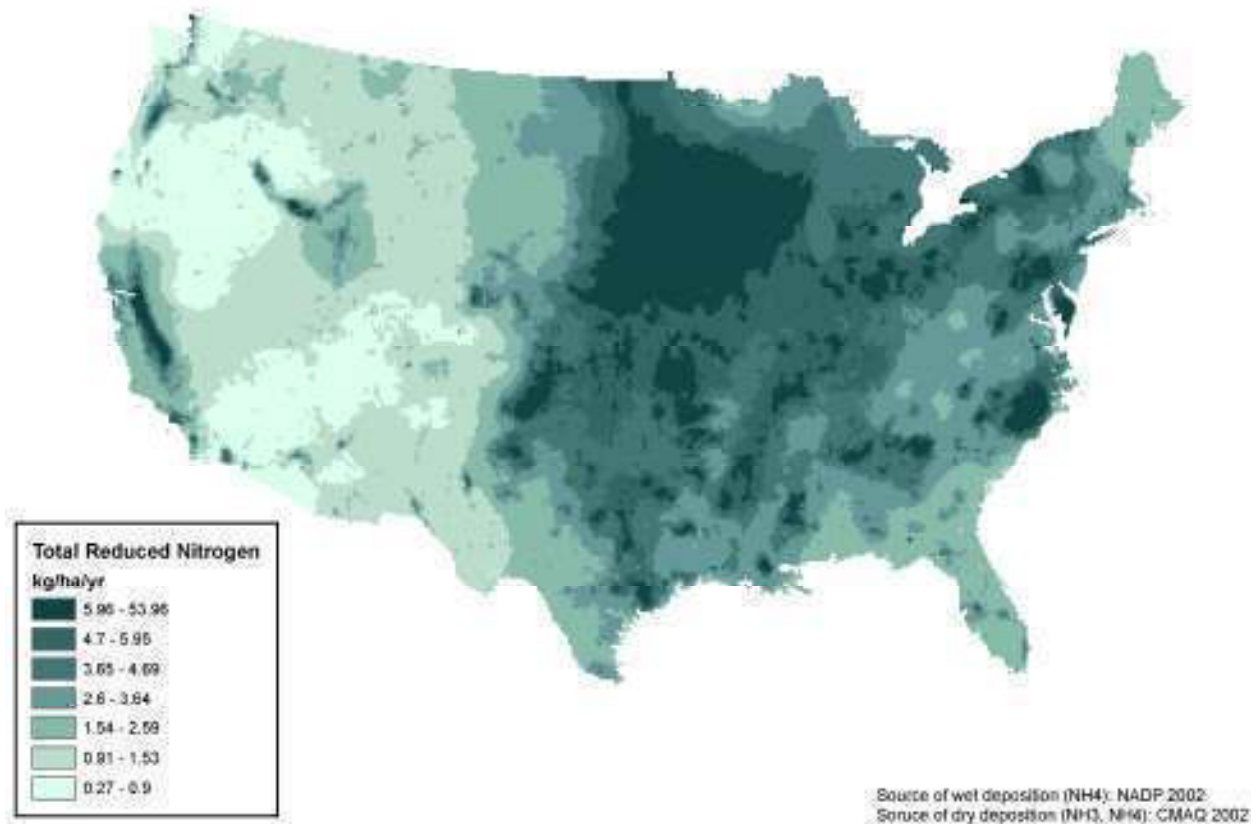 Total Reduced Nitrogen
kg/ha/yr
5.96 - 53.96
4.7 - 5.95
3.65 - 4.69
2.6 - 3.64
1.54 - 2.59
0.91 - 1.53
0.27 - 0.9
Source of wet deposition (NH4): NADP 2002
Soruce of dry deposition (NH3, NH4): CMAQ 2002